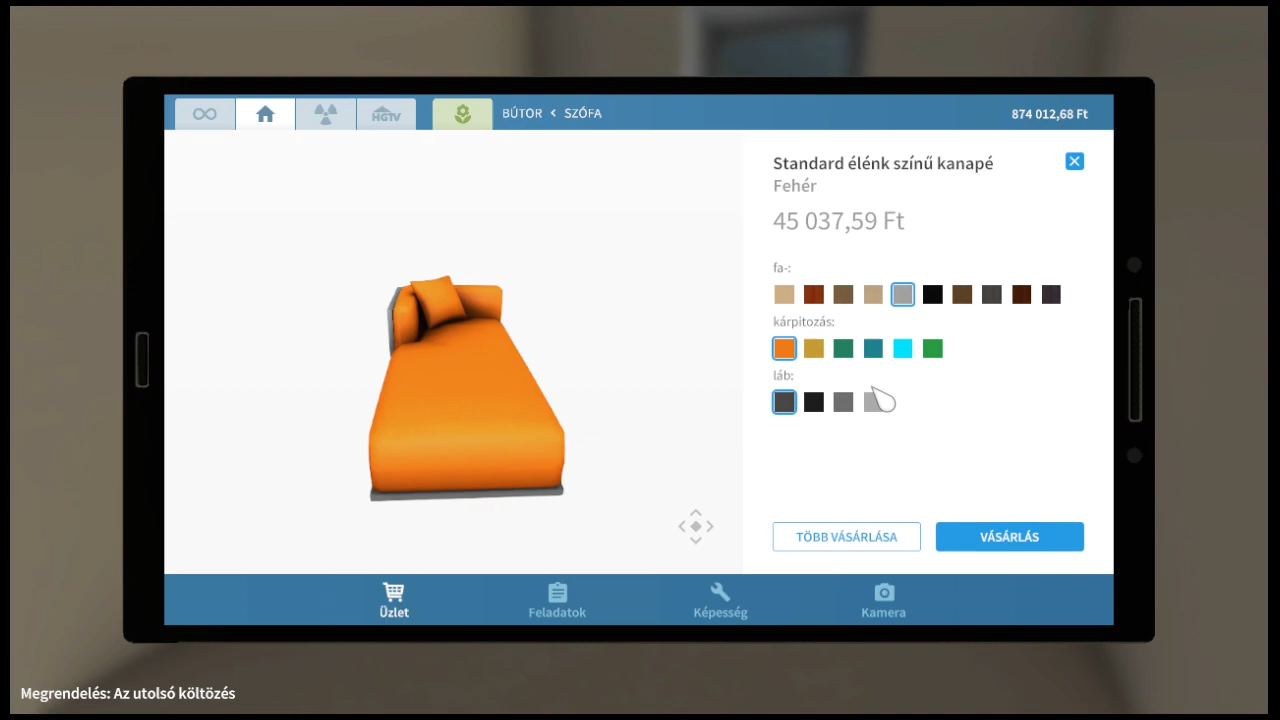 HGTV
BÚTOR < SZÓFA
874 012,68 Ft
Standard élénk színű kanapé
Fehér
45 037,59 Ft
fa-:
kárpitozás:
láb:
TÖBB VÁSÁRLÁSA
VÁSÁRLÁS
Üzlet
Feladatok
Képesség
Kamera
Megrendelés: Az utolsó költözés